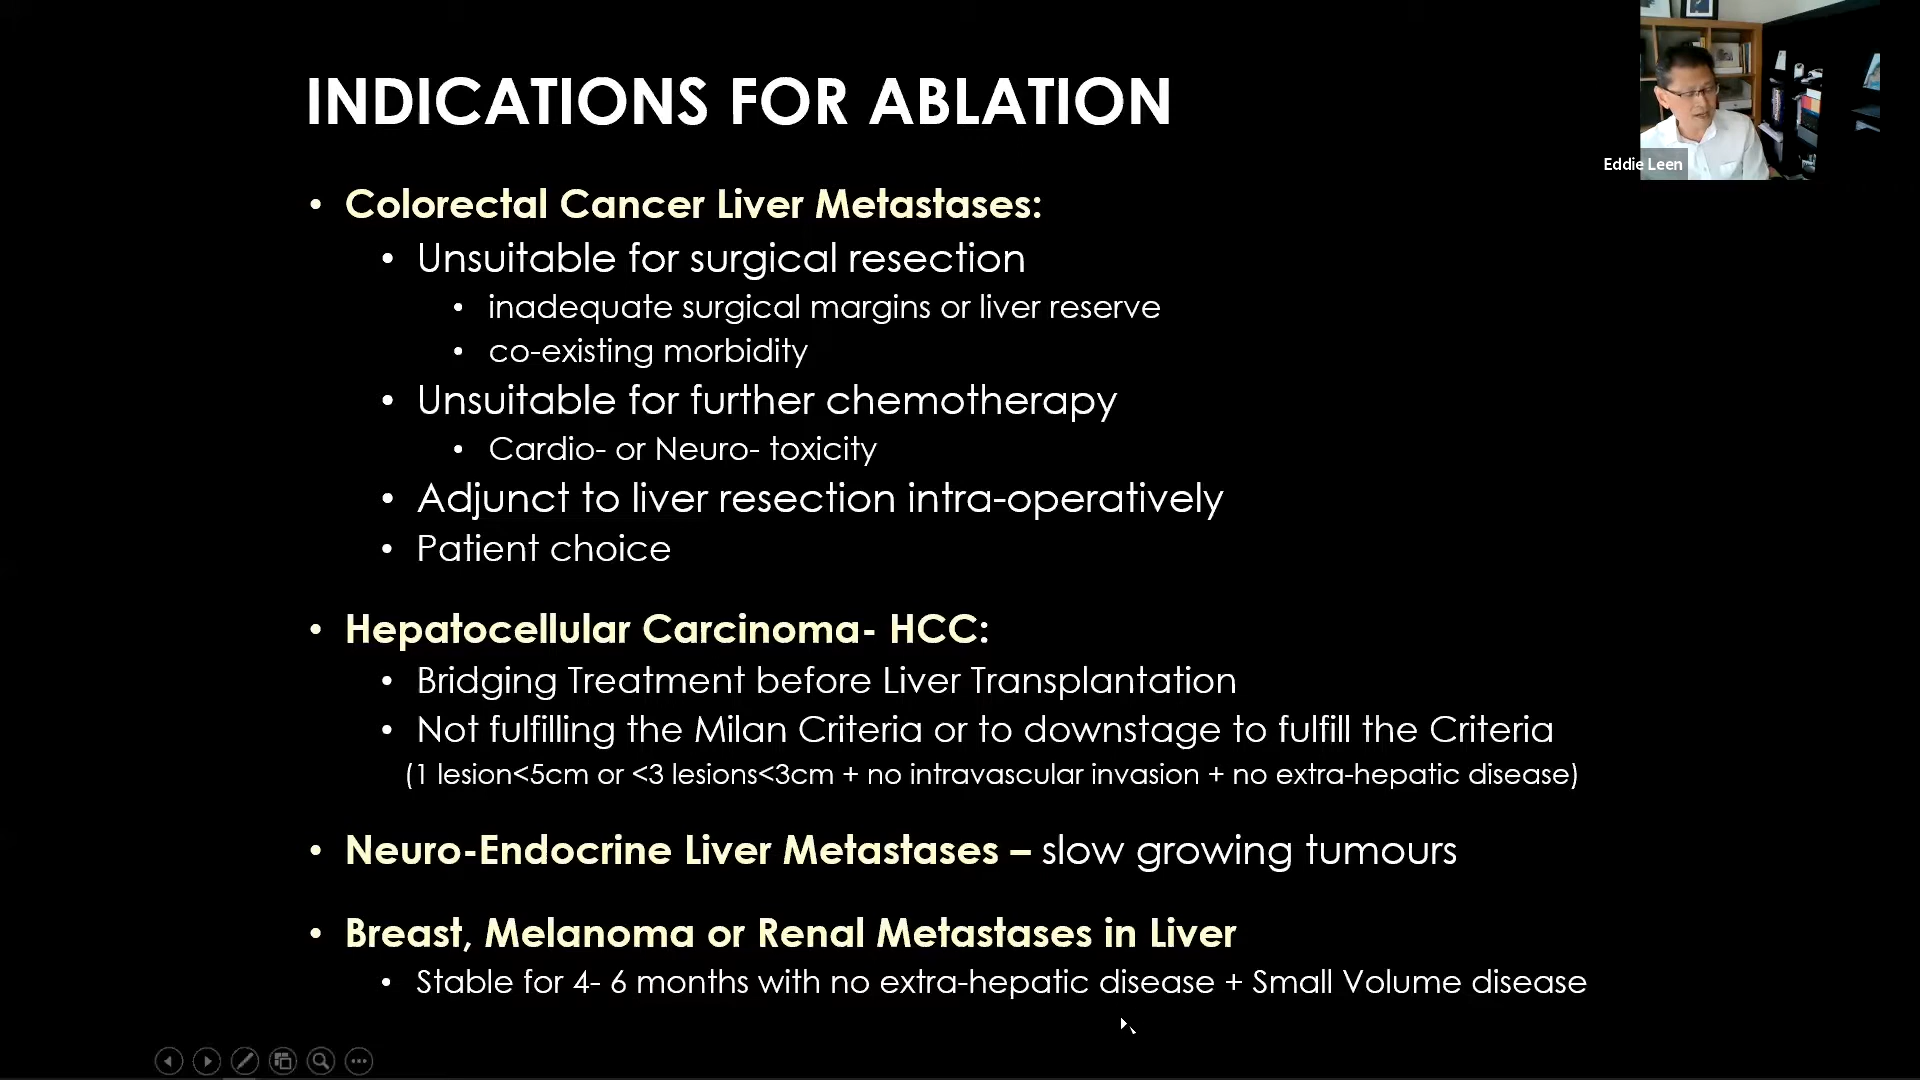 INDICATIONS FOR ABLATION
Eddie Leen
• Colorectal Cancer Liver Metastases:
• Unsuitable for surgical resection
• inadequate surgical margins or liver reserve
• co-existing morbidity
• Unsuitable for further chemotherapy
• Cardio- or Neuro- toxicity
• Adjunct to liver resection intra-operatively
• Patient choice
• Hepatocellular Carcinoma- HCC:
• Bridging Treatment before Liver Transplantation
• Not fulfilling the Milan Criteria or to downstage to fulfill the Criteria
(1 lesion<5cm or <3 lesions<3cm + no intravascular invasion + no extra-hepatic disease)
• Neuro-Endocrine Liver Metastases – slow growing tumours
• Breast, Melanoma or Renal Metastases in Liver
• Stable for 4- 6 months with no extra-hepatic disease + Small Volume disease